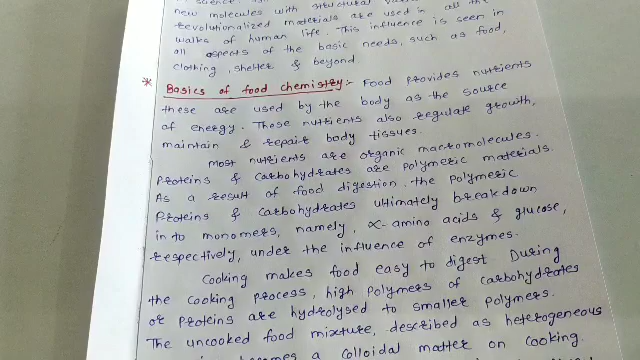 new molecules with structural
revolutionalized materials are used in all the
walks of human life. This influence is seen in
all aspects of the basic needs, such as food,
clothing, shelter & beyond
* Basics of food chemistry:- Food provides nutrients
these are used by the body as the source
of energy. Those nutrients also regulate growth,
maintain & repair body tissues.
most nutrients are organic macromolecules.
Proteins & carbohydrates are polymeric materials.
As a result of food digestion, the polymeric
Proteins & carbohydrates ultimately breakdown
in to monomers, namely, α-amino acids & glucose,
respectively, under the influence of enzymes.
Cooking makes food easy to digest During
the cooking process, high polymers of carbohydrates
or proteins are hydrolysed to smaller polymers.
The uncooked food mixture, described as heterogeneous
becomes a colloidal matter on cooking.